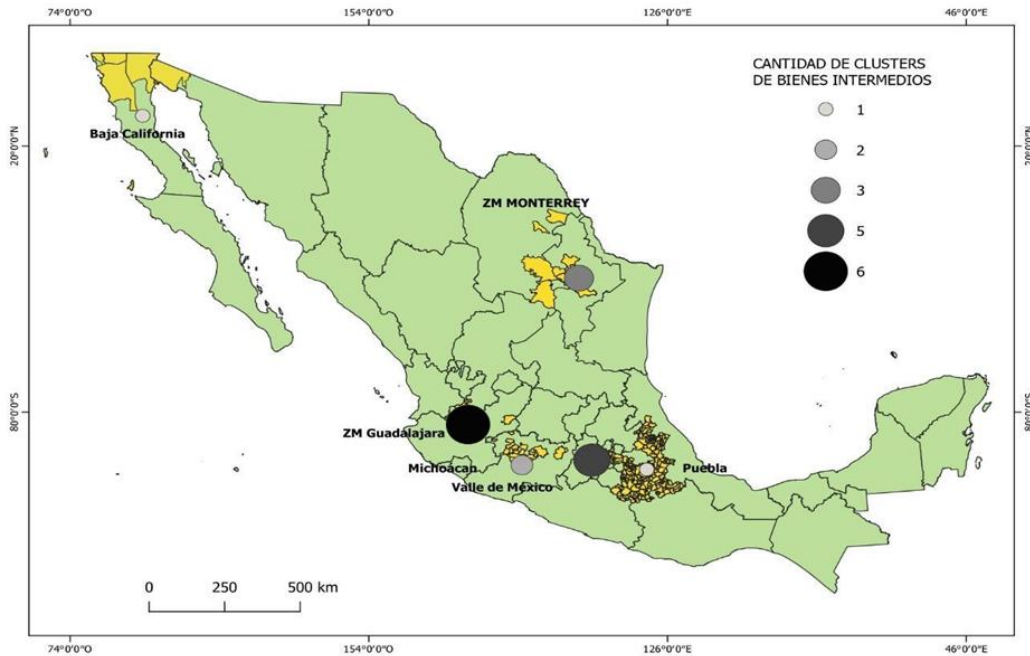 74°0'0"O 154°0'0"O 126°0'0"E 46°0'0"E
CANTIDAD DE CLUSTERS
DE BIENES INTERMEDIOS
1
2
3
5
6
20°0'0"N
20°0'0"N
Baja California
ZM MONTERREY
80°0'0"S
80°0'0"S
ZM Guadalajara
Michoacan
Puebla
Valle de México
0 250 500 km
74°0'0"O 154°0'0"O 126°0'0"E 46°0'0"E